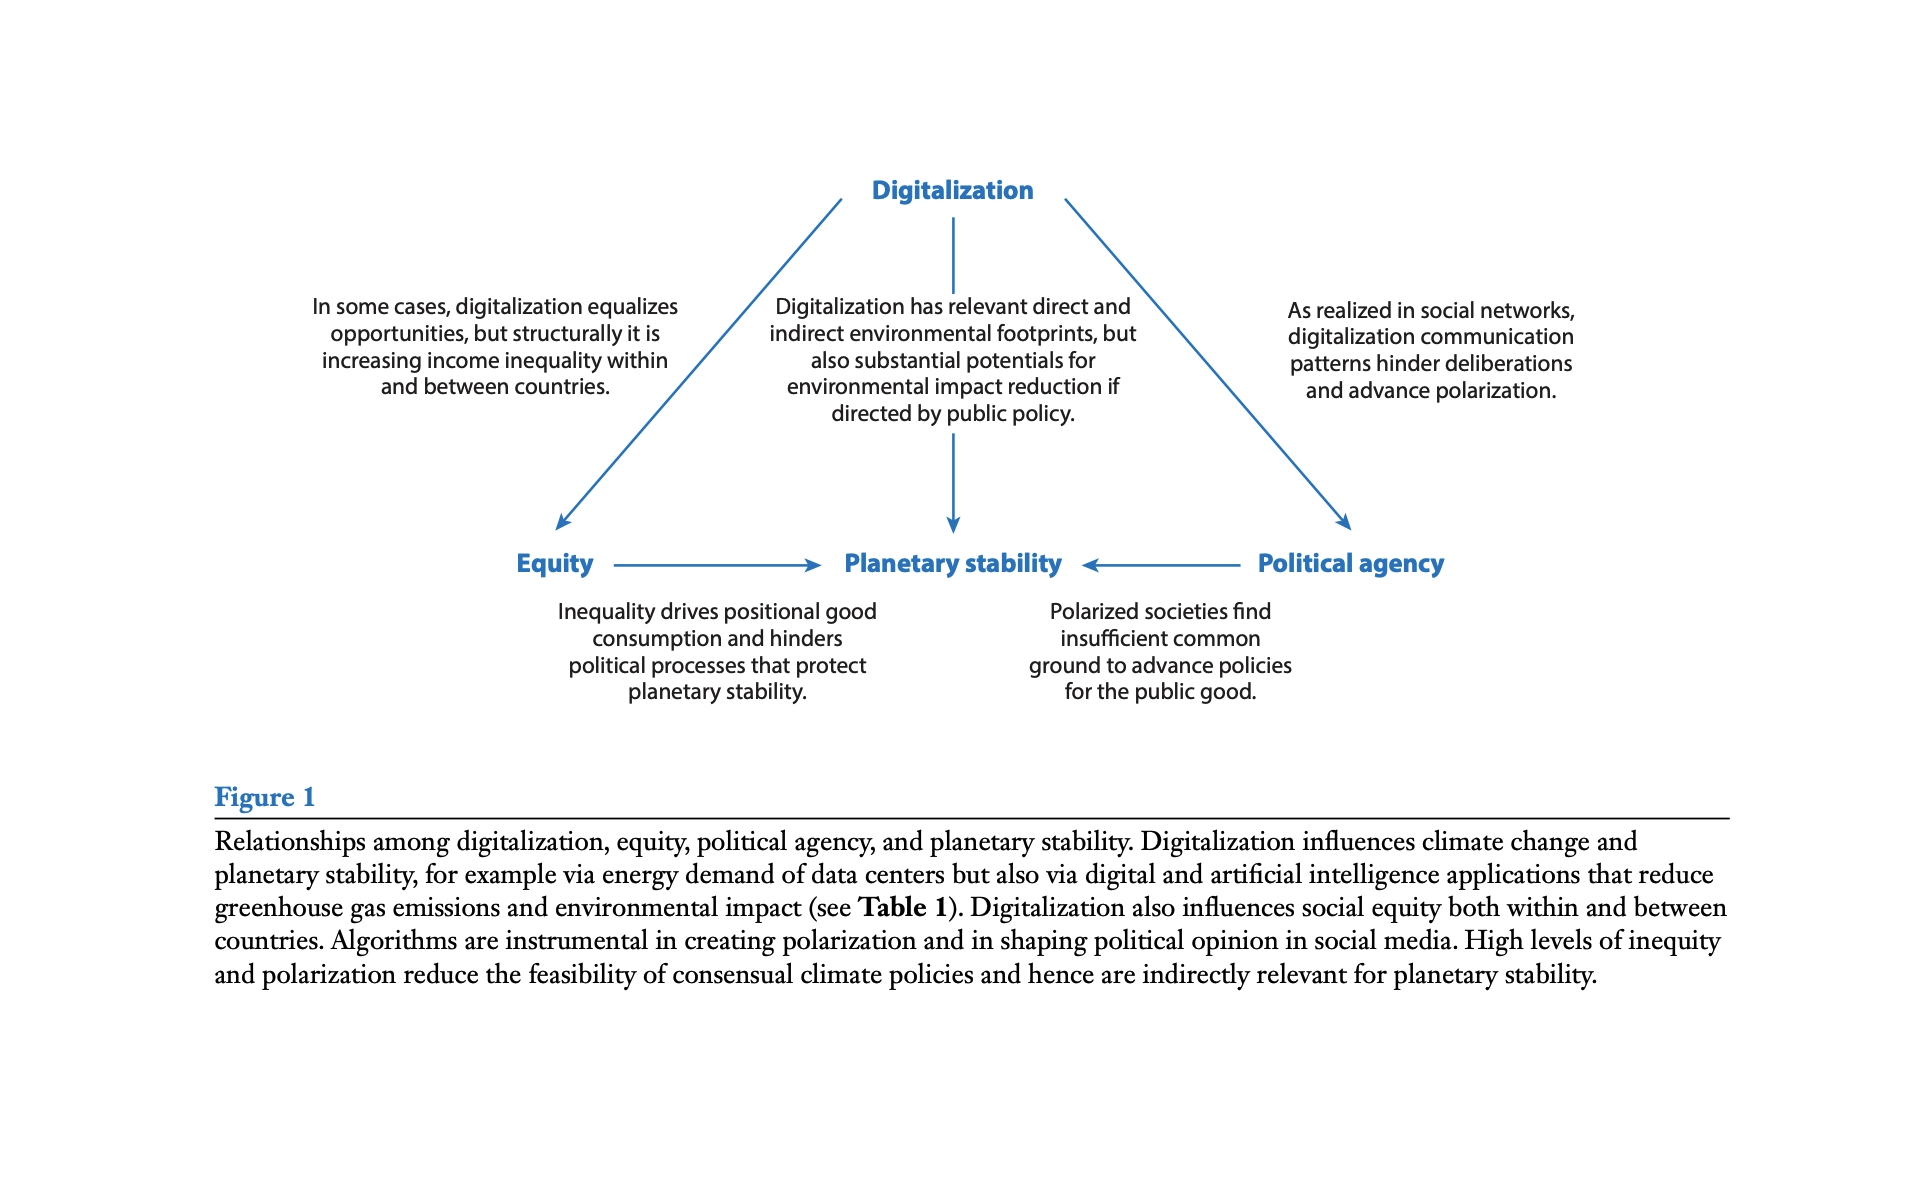 Digitalization
In some cases, digitalization equalizes
opportunities, but structurally it is
increasing income inequality within
and between countries.
Digitalization has relevant direct and
indirect environmental footprints, but
also substantial potentials for
environmental impact reduction if
directed by public policy.
As realized in social networks,
digitalization communication
patterns hinder deliberations
and advance polarization.
Equity
Planetary stability
Political agency
Inequality drives positional good
consumption and hinders
political processes that protect
planetary stability.
Polarized societies find
insufficient common
ground to advance policies
for the public good.
Figure 1
Relationships among digitalization, equity, political agency, and planetary stability. Digitalization influences climate change and
planetary stability, for example via energy demand of data centers but also via digital and artificial intelligence applications that reduce
greenhouse gas emissions and environmental impact (see Table 1). Digitalization also influences social equity both within and between
countries. Algorithms are instrumental in creating polarization and in shaping political opinion in social media. High levels of inequity
and polarization reduce the feasibility of consensual climate policies and hence are indirectly relevant for planetary stability.